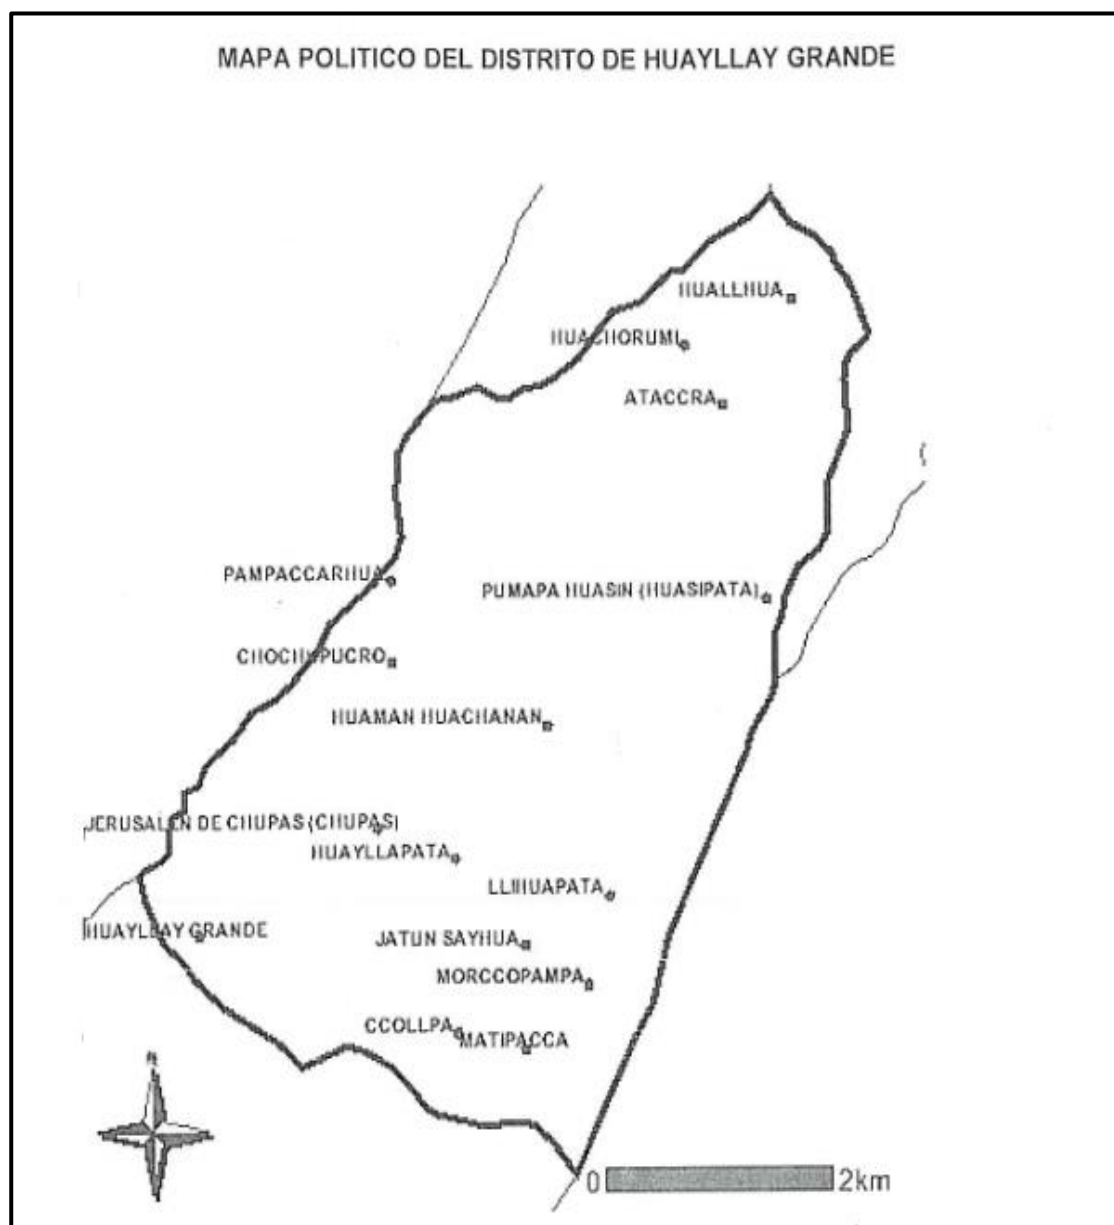 MAPA POLITICO DEL DISTRITO DE HUAYLLAY GRANDE
HUALLHUA
HUACHORUMI
ATACCRA
PAMPACCARHUA
PUMAPA HUASIN (HUASIPATA)
CHOCHUPUCRO
HUAMAN HUACHANAN
JERUSALEN DE CHUPAS (CHUPAS)
HUAYLLAPATA
LLIHUAPATA
HUAYLLAY GRANDE
JATUN SAYHUA
MORCCOPAMPA
CCOLLPA
MATIPACCA
N
0 2km